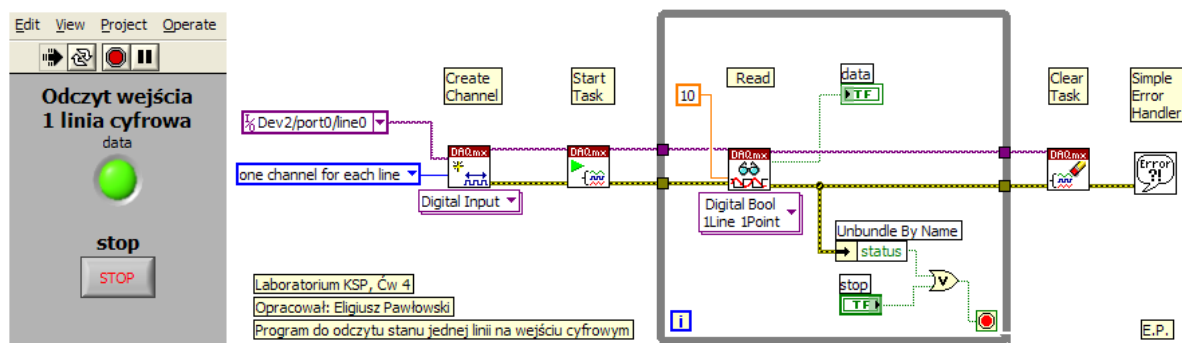 Edit View Project Operate
Odczyt wejścia
1 linia cyfrowa
data
stop
STOP
Create
Channel
Start
Task
Read
data
TF
Clear
Task
Simple
Error
Handler
10
I/O Dev2/port0/line0
one channel for each line
DAQmx
DAQmx
DAQmx
DAQmx
Error
?!
Digital Input
Digital Bool
1Line 1Point
Unbundle By Name
status
stop
TF
V
i
Laboratorium KSP, Ćw 4
Opracował: Eligiusz Pawłowski
Program do odczytu stanu jednej linii na wejściu cyfrowym
E.P.